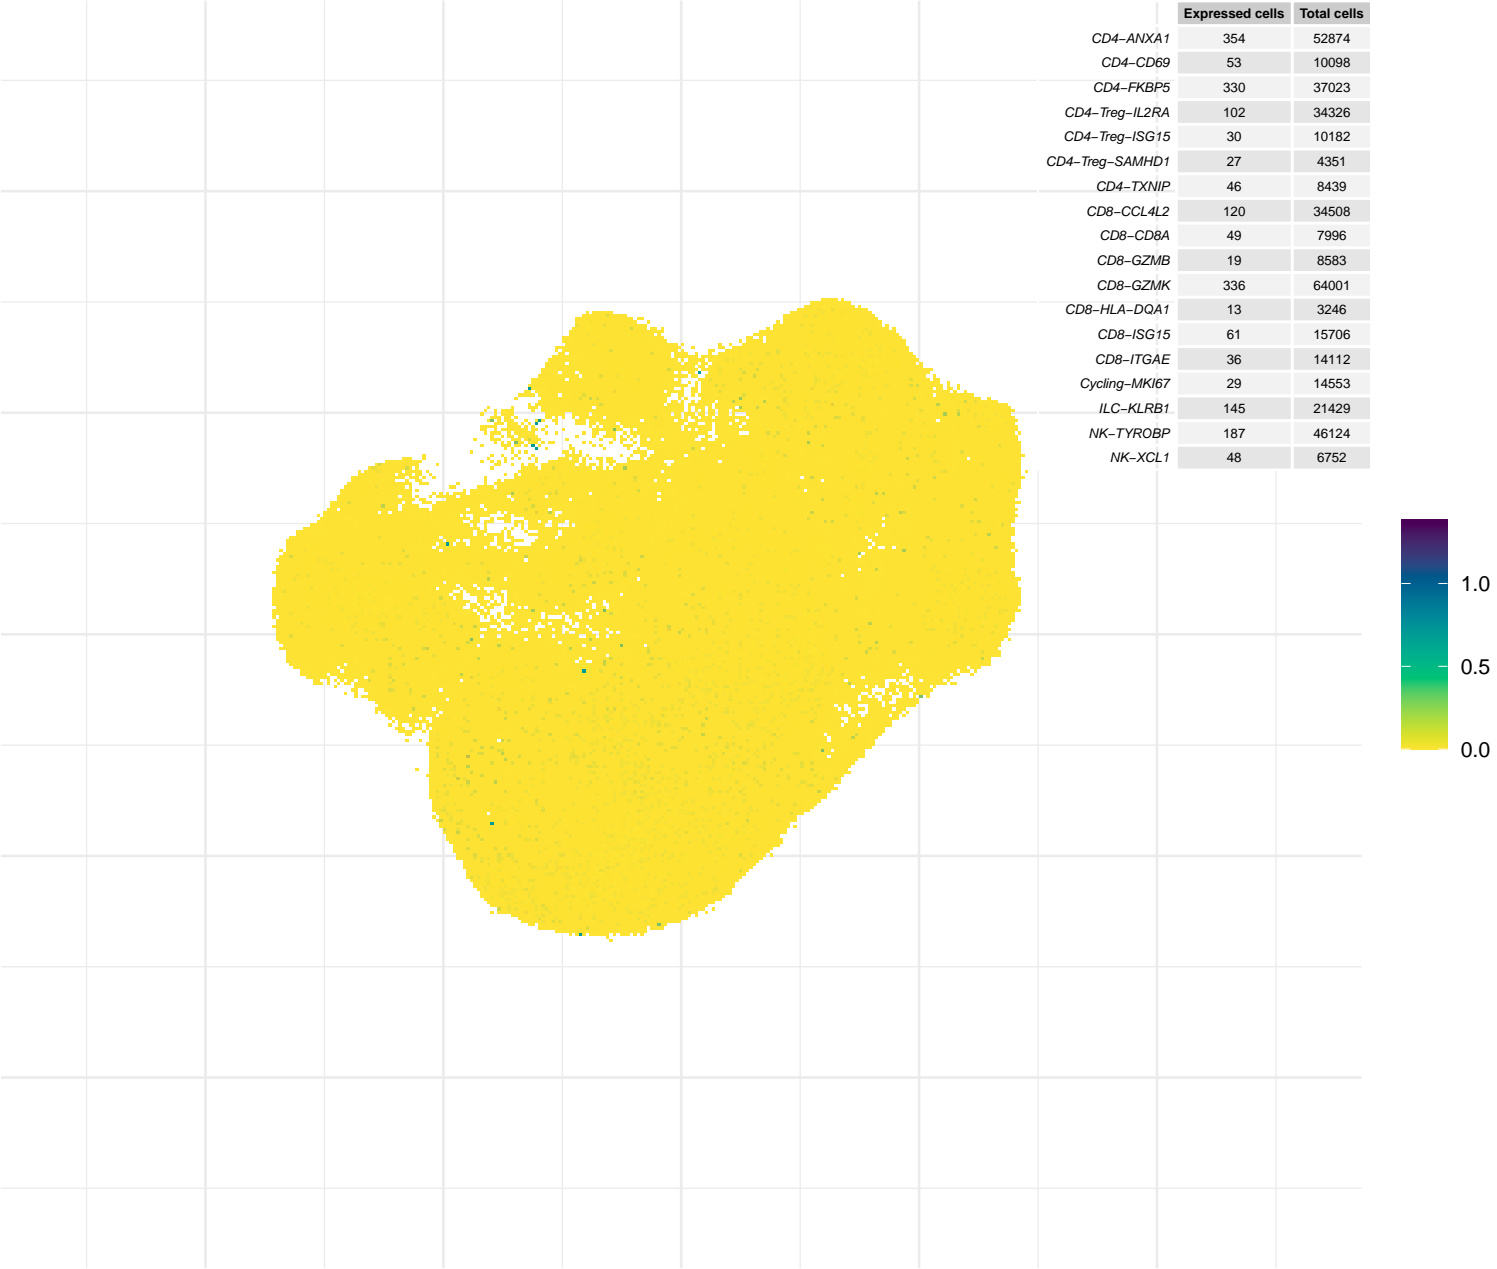 Expressed cells Total cells
CD4−ANXA1 354 52874
CD4−CD69 53 10098
CD4−FKBP5 330 37023
CD4−Treg−IL2RA 102 34326
CD4−Treg−ISG15 30 10182
CD4−Treg−SAMHD1 27 4351
CD4−TXNIP 46 8439
CD8−CCL4L2 120 34508
CD8−CD8A 49 7996
CD8−GZMB 19 8583
CD8−GZMK 336 64001
CD8−HLA−DQA1 13 3246
CD8−ISG15 61 15706
CD8−ITGAE 36 14112
Cycling−MKI67 29 14553
ILC−KLRB1 145 21429
NK−TYROBP 187 46124
NK−XCL1 48 6752
1.0
0.5
0.0